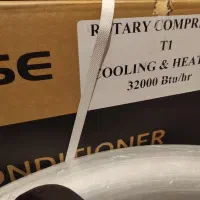 SE
ROTARY COMPR
T1
COOLING & HEAT
32000 Btu/hr
ONDITIONER